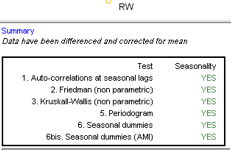 RW
Summary
Data have been differenced and corrected for mean
Test Seasonality
1. Auto-correlations at seasonal lags YES
2. Friedman (non parametric) YES
3. Kruskall-Wallis (non parametric) YES
5. Periodogram YES
6. Seasonal dummies YES
6bis. Seasonal dummies (AMI) YES